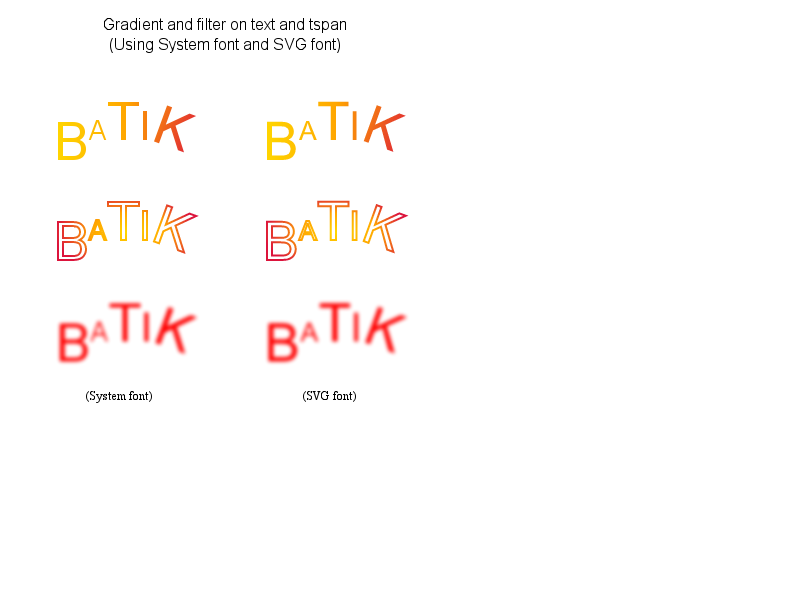 Gradient and filter on text and tspan
(Using System font and SVG font)
BATIK BATIK
BATIK BATIK
BATIK BATIK
(System font) (SVG font)